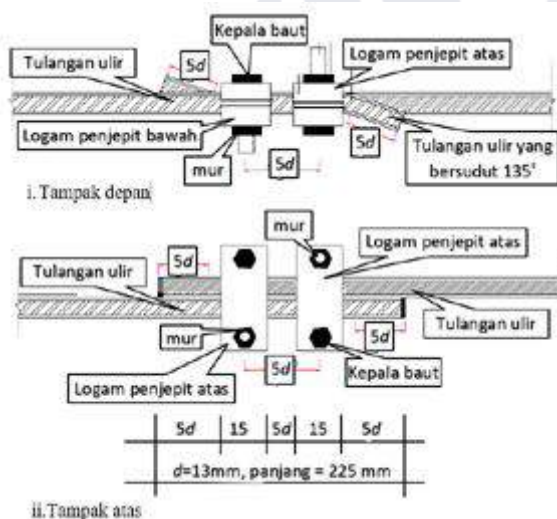 Kepala baut
Tulangan ulir
5d
Logam penjepit atas
Logam penjepit bawah
5d
Tulangan ulir yang
bersudut 135°
mur
5d
i. Tampak depan
mur
Logam penjepit atas
Tulangan ulir
5d
mur
5d
Tulangan ulir
Logam penjepit atas
5d
Kepala baut
5d 15 5d 15 5d
d=13mm, panjang = 225 mm
ii. Tampak atas